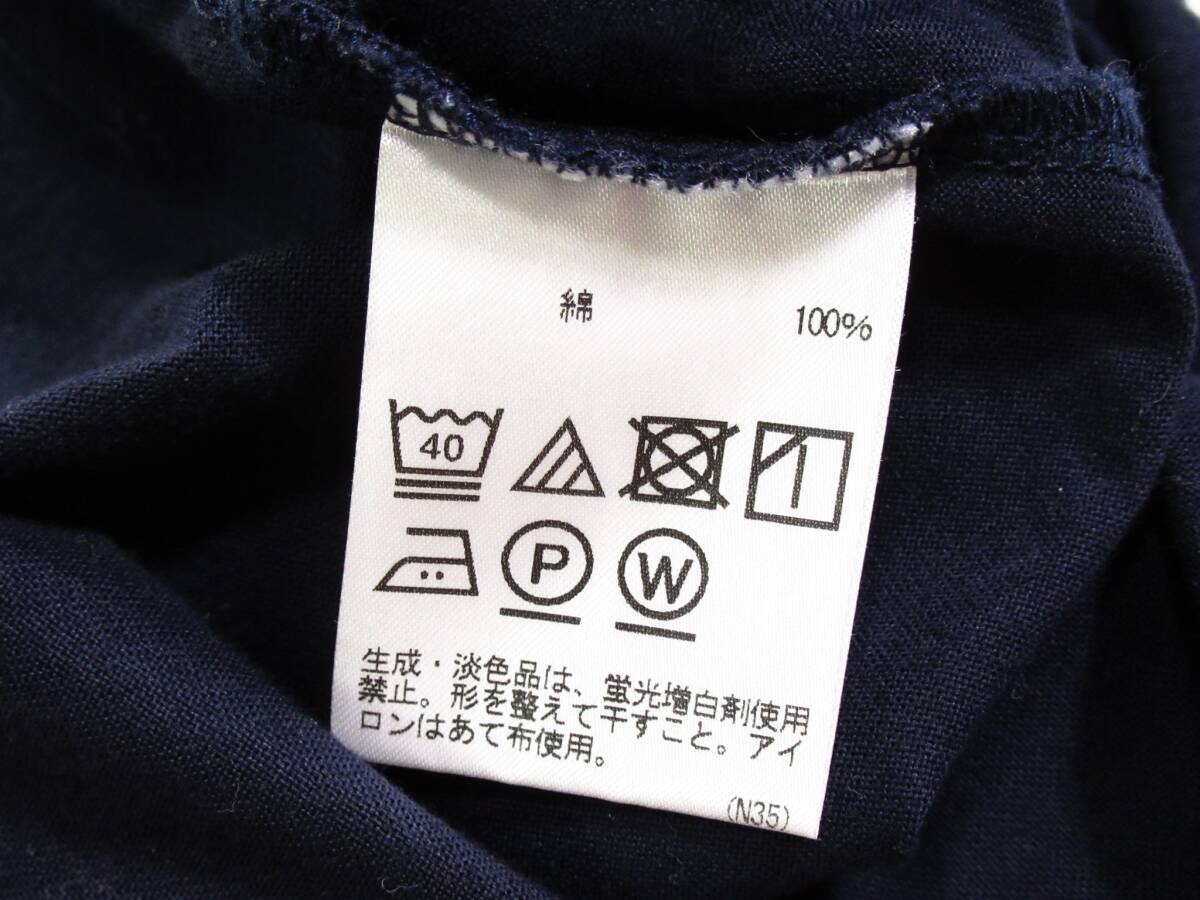 綿 100%
40
P W
生成・淡色品は、蛍光増白剤使用
禁止。形を整えて干すこと。アイ
ロンはあて布使用。
(N35)